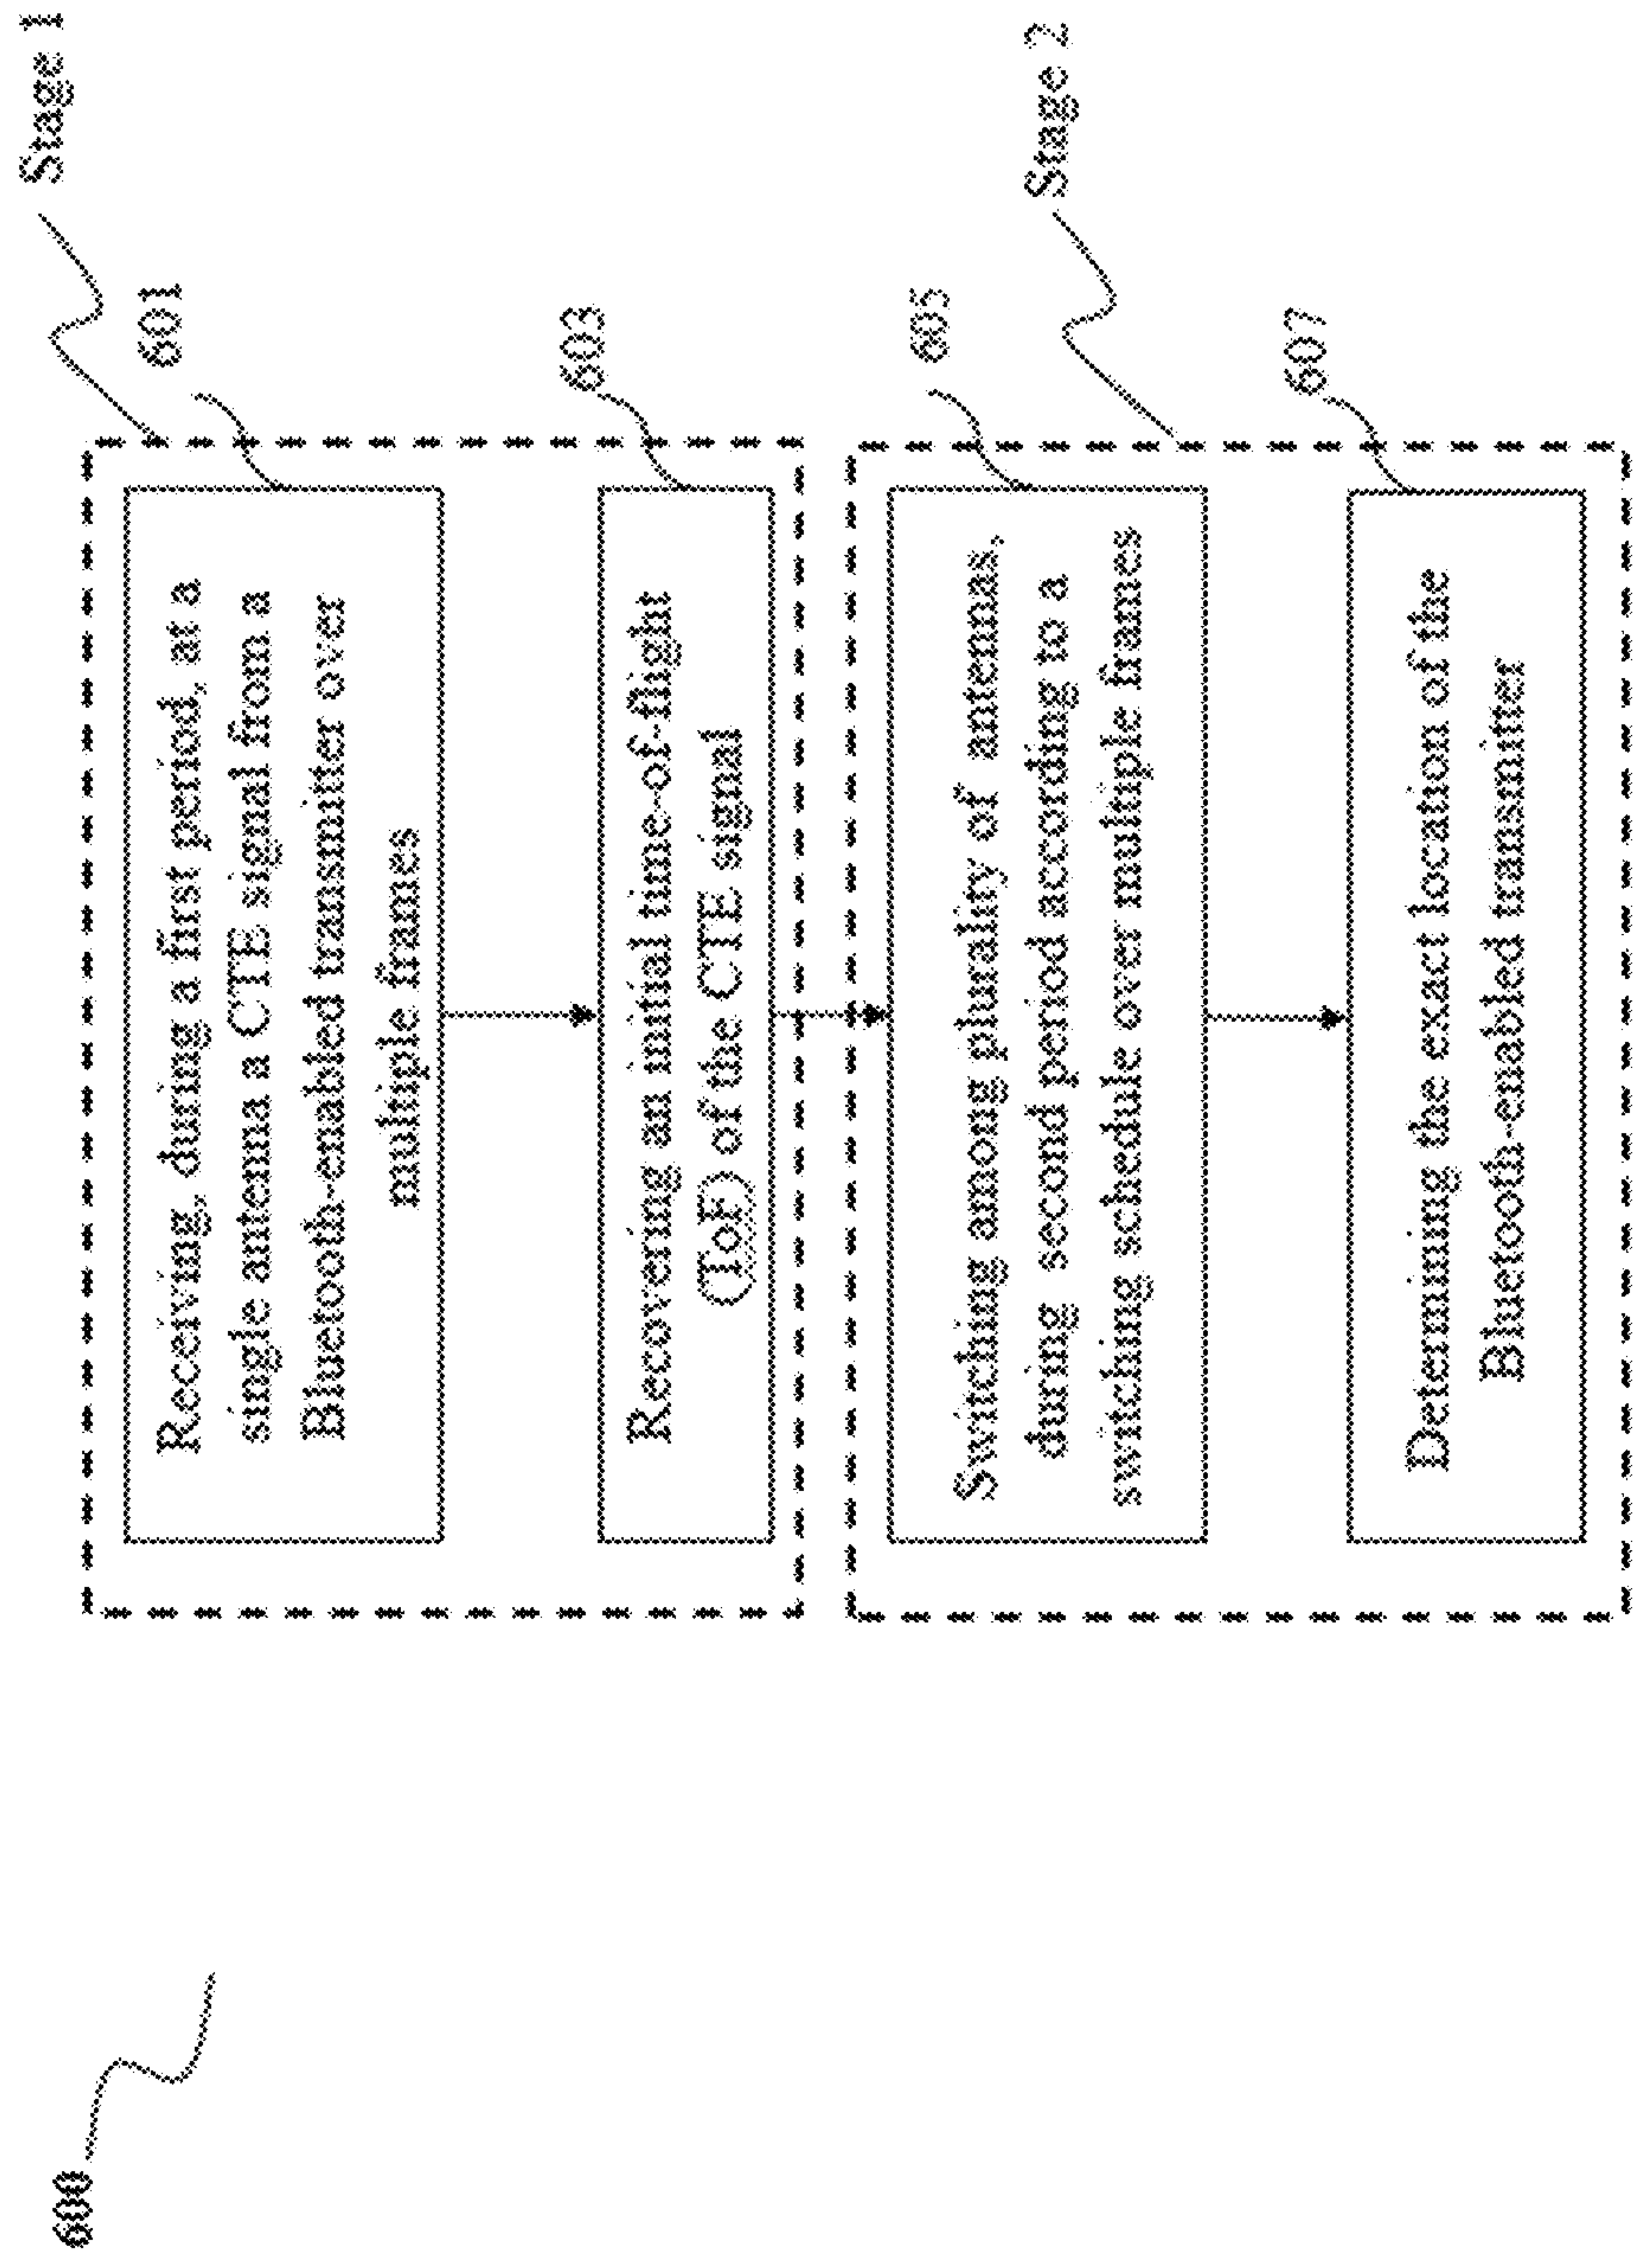 600
Stage 1
601
Receiving, during a first period, at a
single antenna a CTE signal from a
Bluetooth-enabled transmitter over
multiple frames
603
Recovering an initial time-of-flight
(ToF) of the CTE signal
Stage 2
605
Switching among plurality of antennas,
during second period according to a
switching schedule over multiple frames
607
Determining the exact location of the
Bluetooth-enabled transmitter